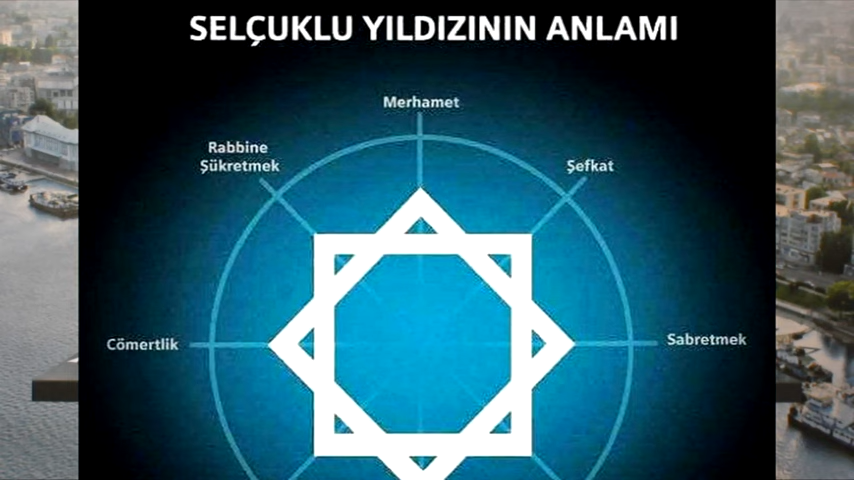 SELÇUKLU YILDIZININ ANLAMI
Merhamet
Rabbine
Şükretmek
Şefkat
Cömertlik
Sabretmek